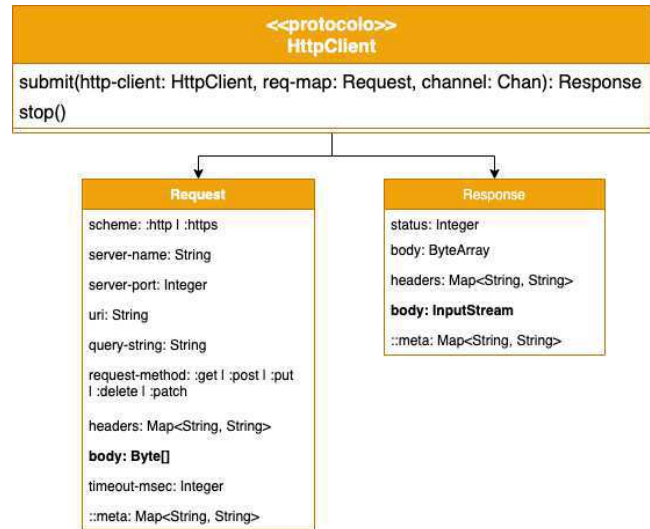 <<protocolo>>
HttpClient
submit(http-client: HttpClient, req-map: Request, channel: Chan): Response
stop()
Request
scheme: :http | :https
server-name: String
server-port: Integer
uri: String
query-string: String
request-method: :get | :post | :put
| :delete | :patch
headers: Map<String, String>
body: Byte[]
timeout-msec: Integer
::meta: Map<String, String>
Response
status: Integer
body: ByteArray
headers: Map<String, String>
body: InputStream
::meta: Map<String, String>